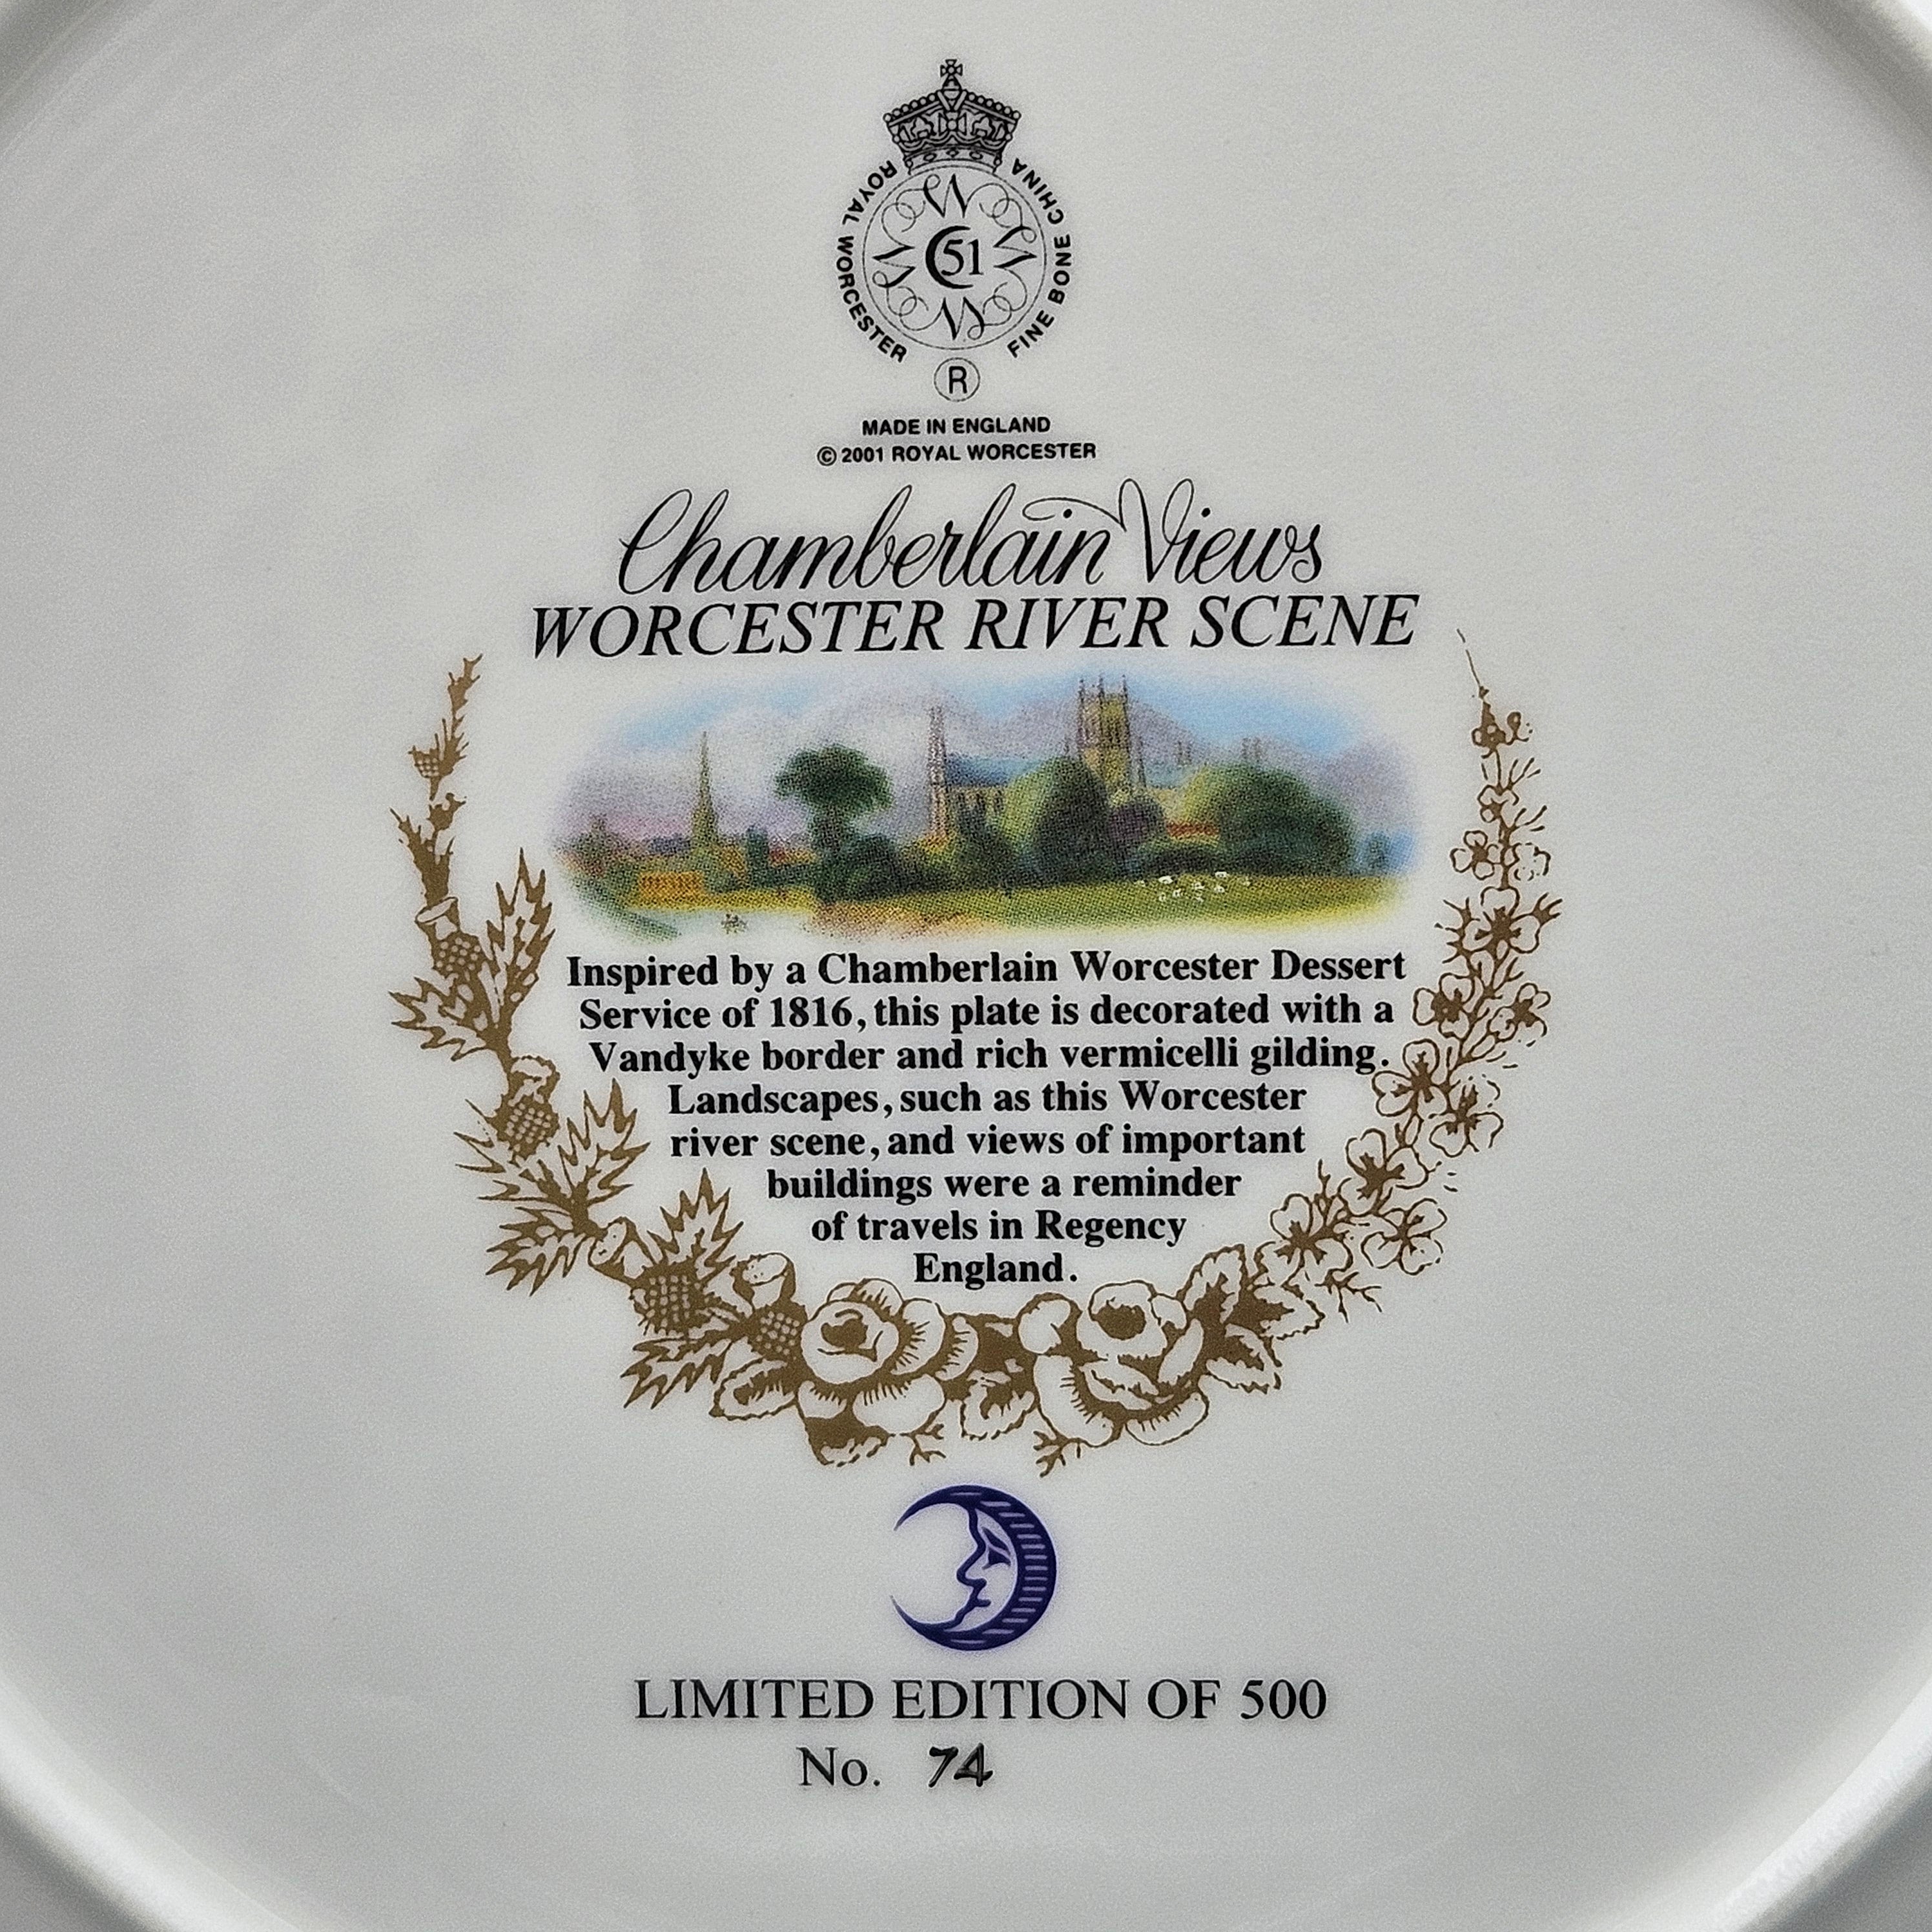 ROYAL WORCESTER
FINE BONE CHINA
W W W W
C51
R
MADE IN ENGLAND
© 2001 ROYAL WORCESTER
Chamberlain Views
WORCESTER RIVER SCENE
Inspired by a Chamberlain Worcester Dessert
Service of 1816, this plate is decorated with a
Vandyke border and rich vermicelli gilding.
Landscapes, such as this Worcester
river scene, and views of important
buildings were a reminder
of travels in Regency
England.
LIMITED EDITION OF 500
No. 74